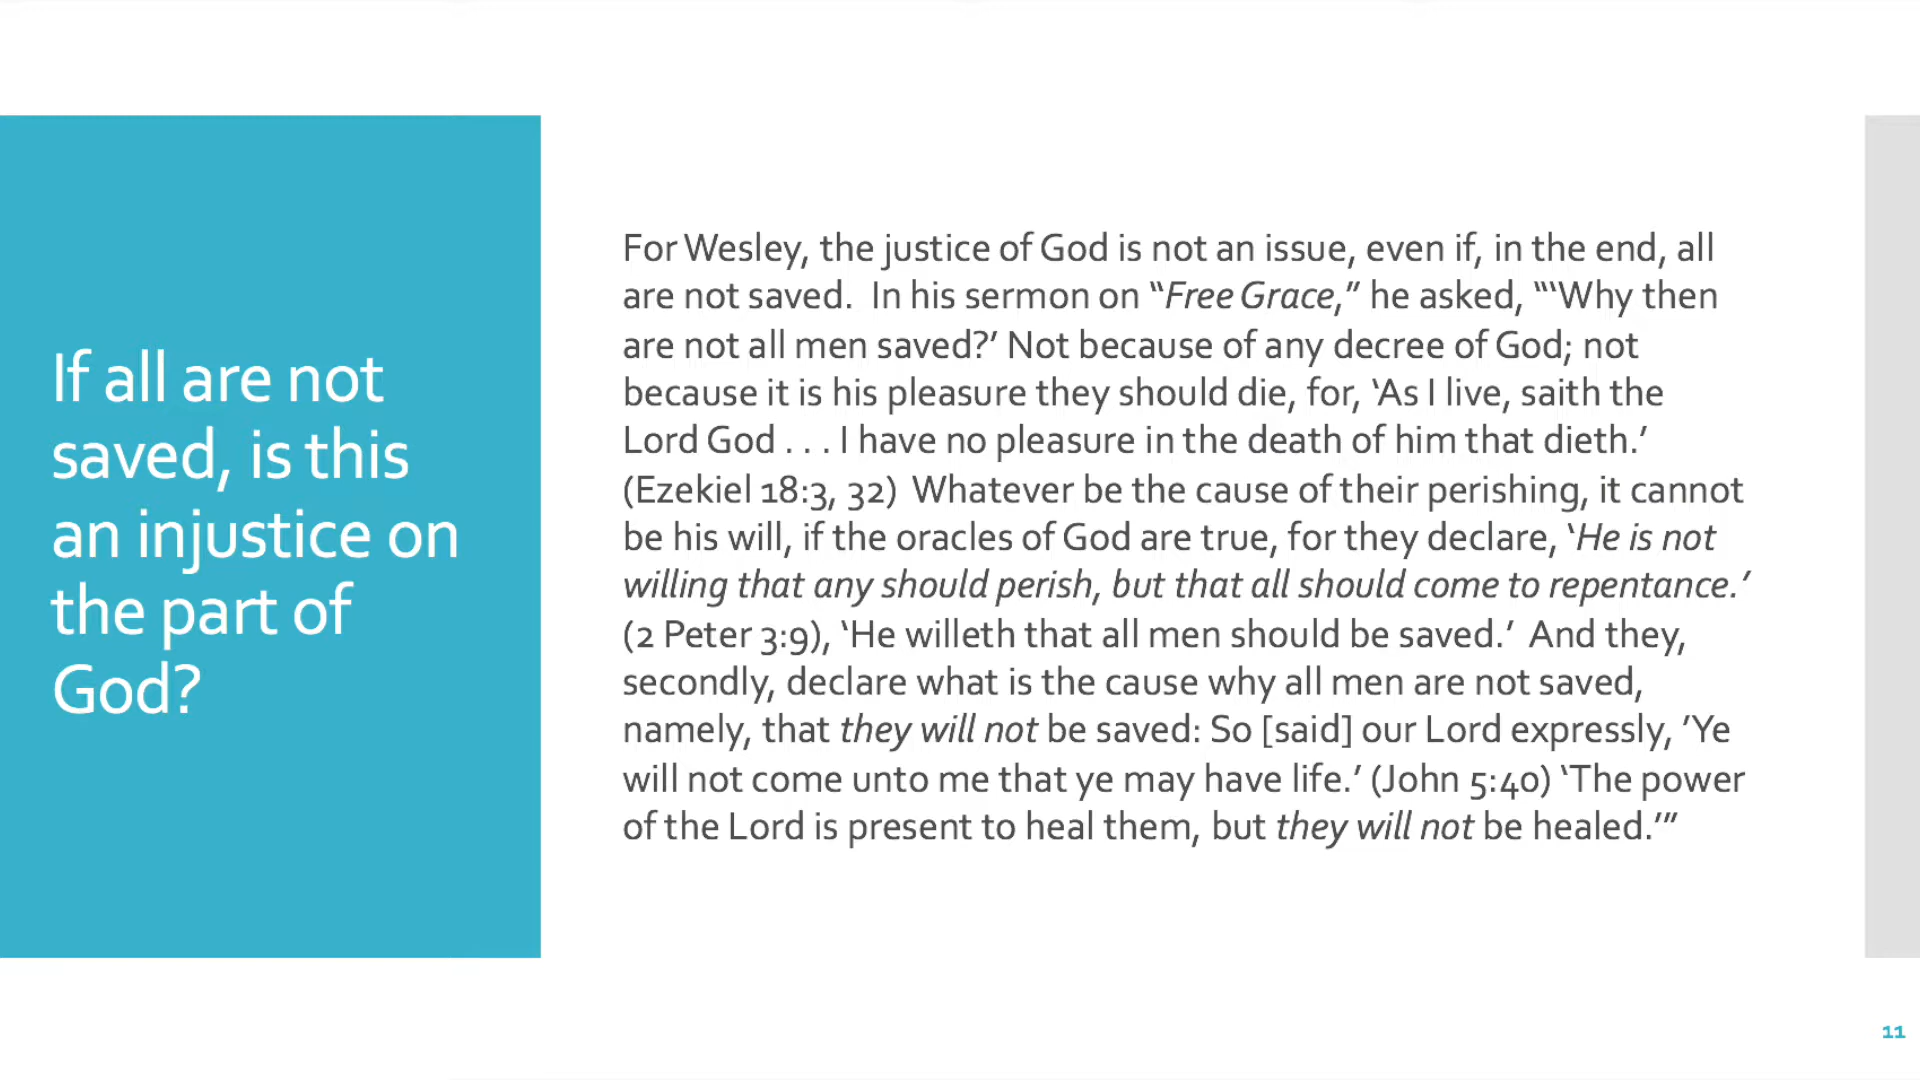 If all are not
saved, is this
an injustice on
the part of
God?
For Wesley, the justice of God is not an issue, even if, in the end, all
are not saved.  In his sermon on “Free Grace,” he asked, “‘Why then
are not all men saved?’ Not because of any decree of God; not
because it is his pleasure they should die, for, ‘As I live, saith the
Lord God . . . I have no pleasure in the death of him that dieth.’
(Ezekiel 18:3, 32)  Whatever be the cause of their perishing, it cannot
be his will, if the oracles of God are true, for they declare, ‘He is not
willing that any should perish, but that all should come to repentance.’
(2 Peter 3:9), ‘He willeth that all men should be saved.’  And they,
secondly, declare what is the cause why all men are not saved,
namely, that they will not be saved: So [said] our Lord expressly, ’Ye
will not come unto me that ye may have life.’ (John 5:40) ‘The power
of the Lord is present to heal them, but they will not be healed.’”
11